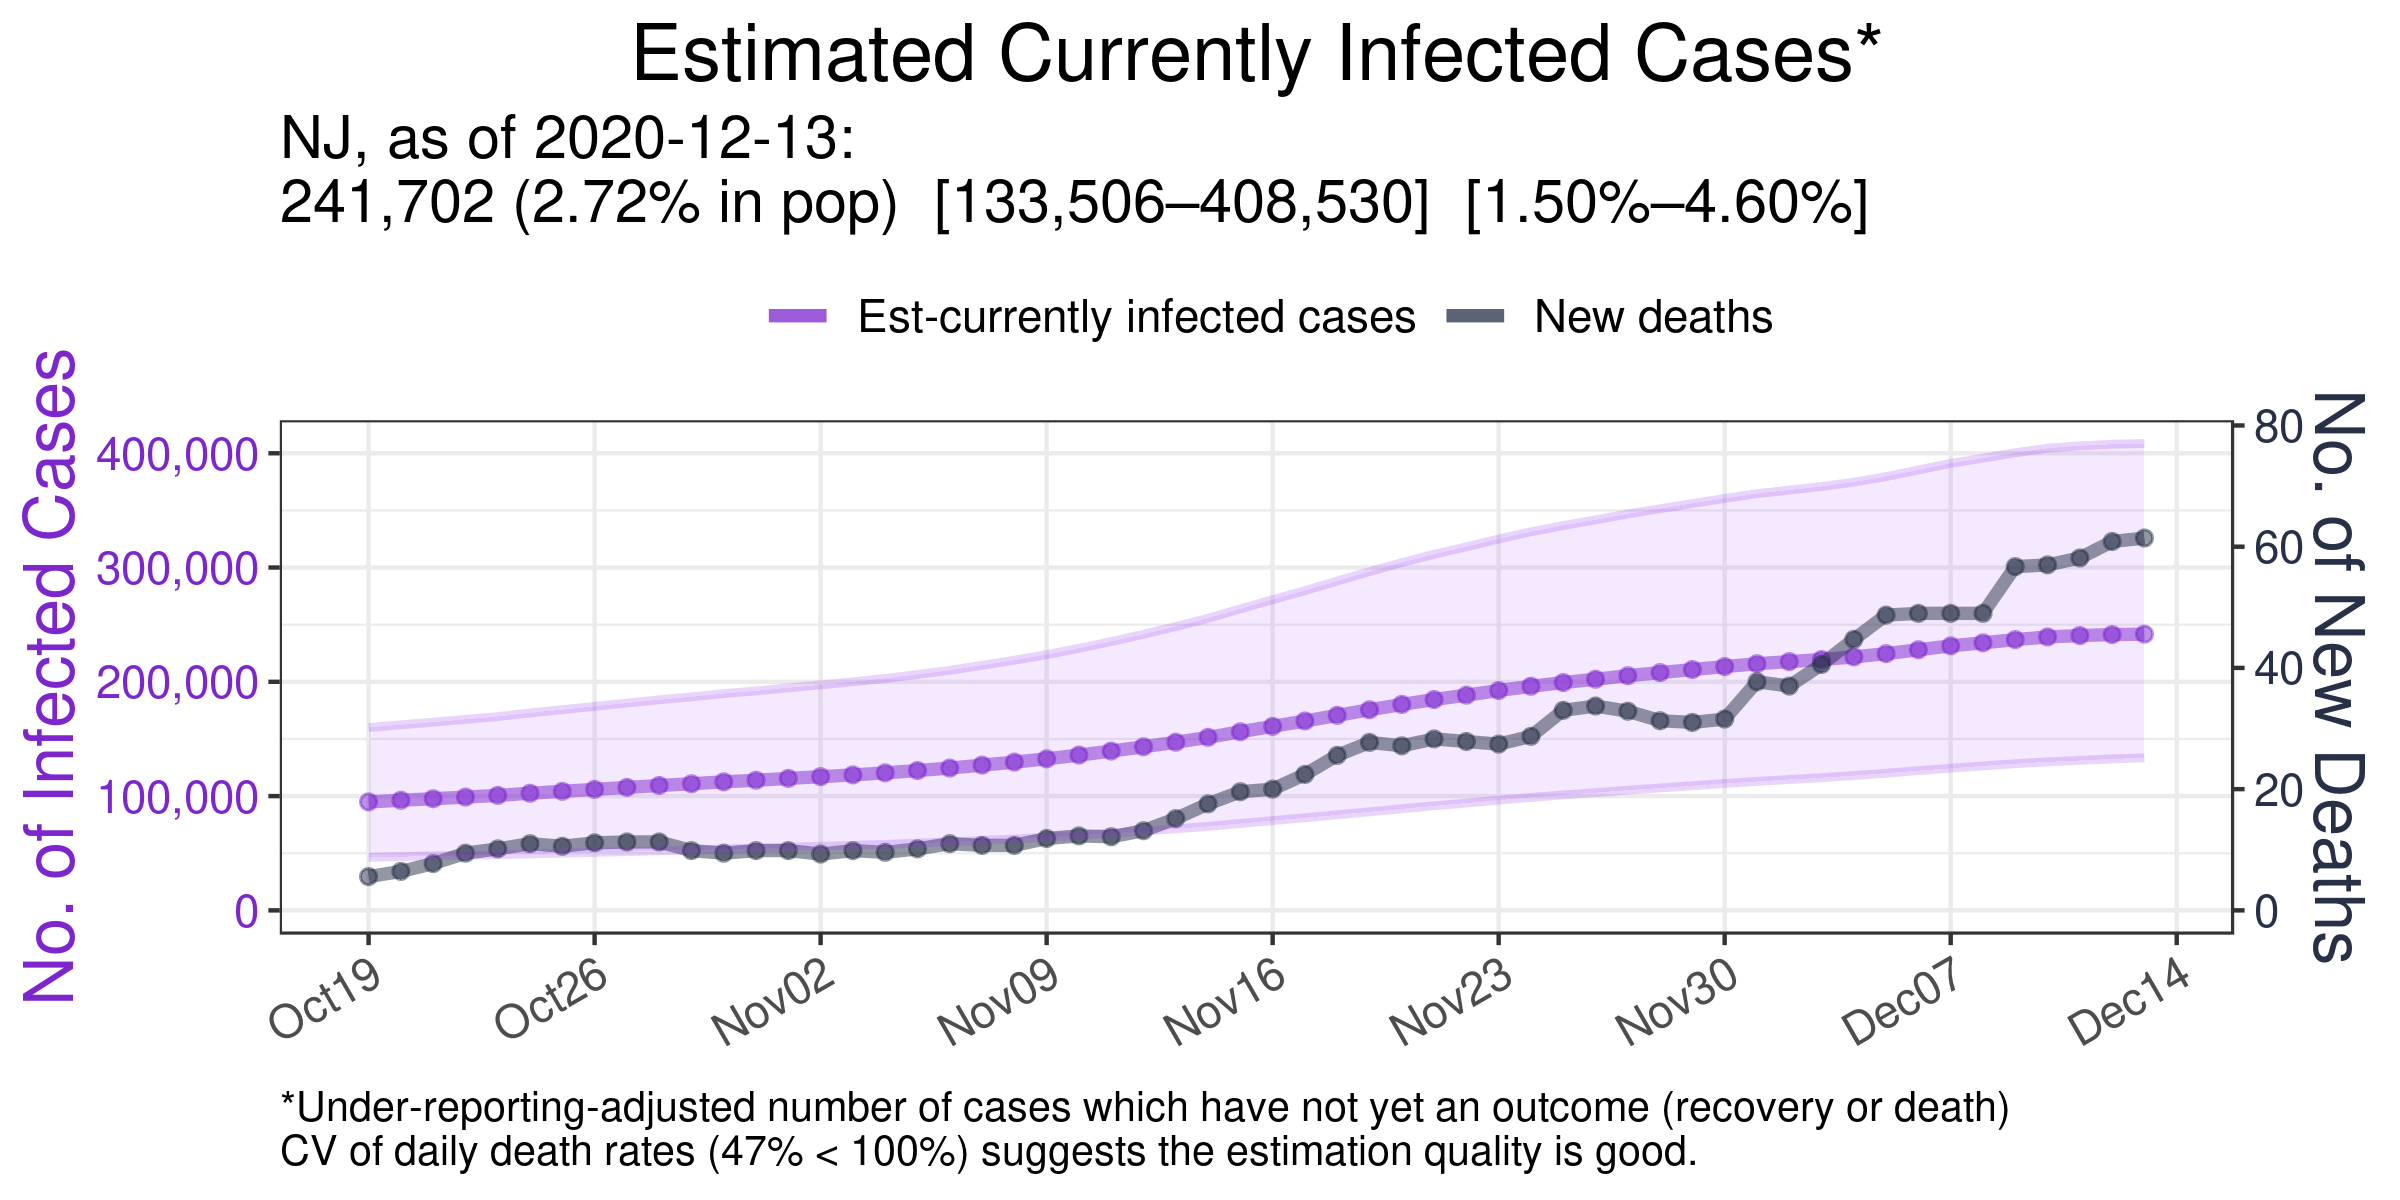 Estimated Currently Infected Cases*
NJ, as of 2020-12-13:
241,702 (2.72% in pop)  [133,506–408,530]  [1.50%–4.60%]
Est-currently infected cases
New deaths
No. of Infected Cases
400,000
300,000
200,000
100,000
0
80
60
40
20
0
No. of New Deaths
Oct19
Oct26
Nov02
Nov09
Nov16
Nov23
Nov30
Dec07
Dec14
*Under-reporting-adjusted number of cases which have not yet an outcome (recovery or death)
CV of daily death rates (47% < 100%) suggests the estimation quality is good.